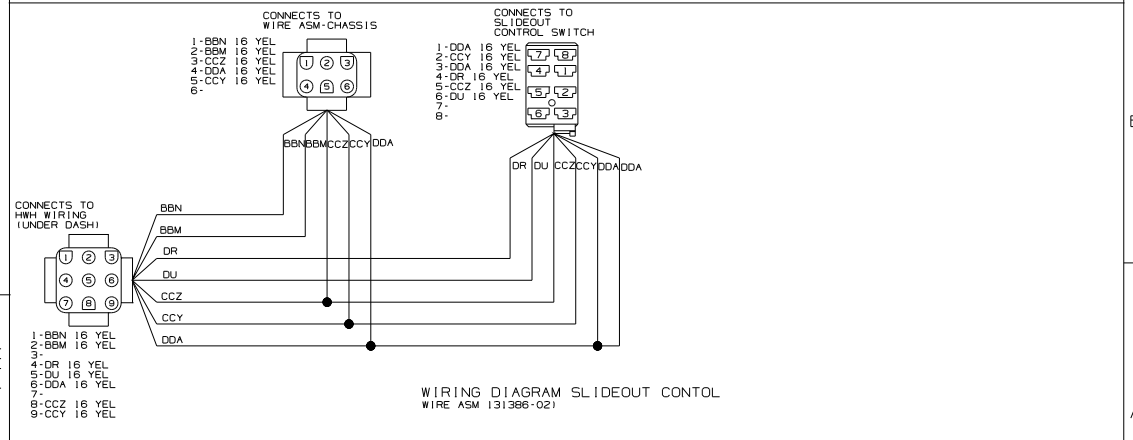 CONNECTS TO
WIRE ASM-CHASSIS
1-BBN 16 YEL
2-BBM 16 YEL
3-CCZ 16 YEL
4-DDA 16 YEL
5-CCY 16 YEL
6-
1 2 3
4 5 6
BBN BBM CCZ CCY DDA
CONNECTS TO
SLIDEOUT
CONTROL SWITCH
1-DDA 16 YEL
2-CCY 16 YEL
3-DDA 16 YEL
4-DR 16 YEL
5-CCZ 16 YEL
6-DU 16 YEL
7-
8-
7 8
4 1
5 2
6 3
DR DU CCZ CCY DDA DDA
CONNECTS TO
HWH WIRING
(UNDER DASH)
1 2 3
4 5 6
7 8 9
1-BBN 16 YEL
2-BBM 16 YEL
3-
4-DR 16 YEL
5-DU 16 YEL
6-DDA 16 YEL
7-
8-CCZ 16 YEL
9-CCY 16 YEL
BBN
BBM
DR
DU
CCZ
CCY
DDA
WIRING DIAGRAM SLIDEOUT CONTOL
WIRE ASM 131386-021